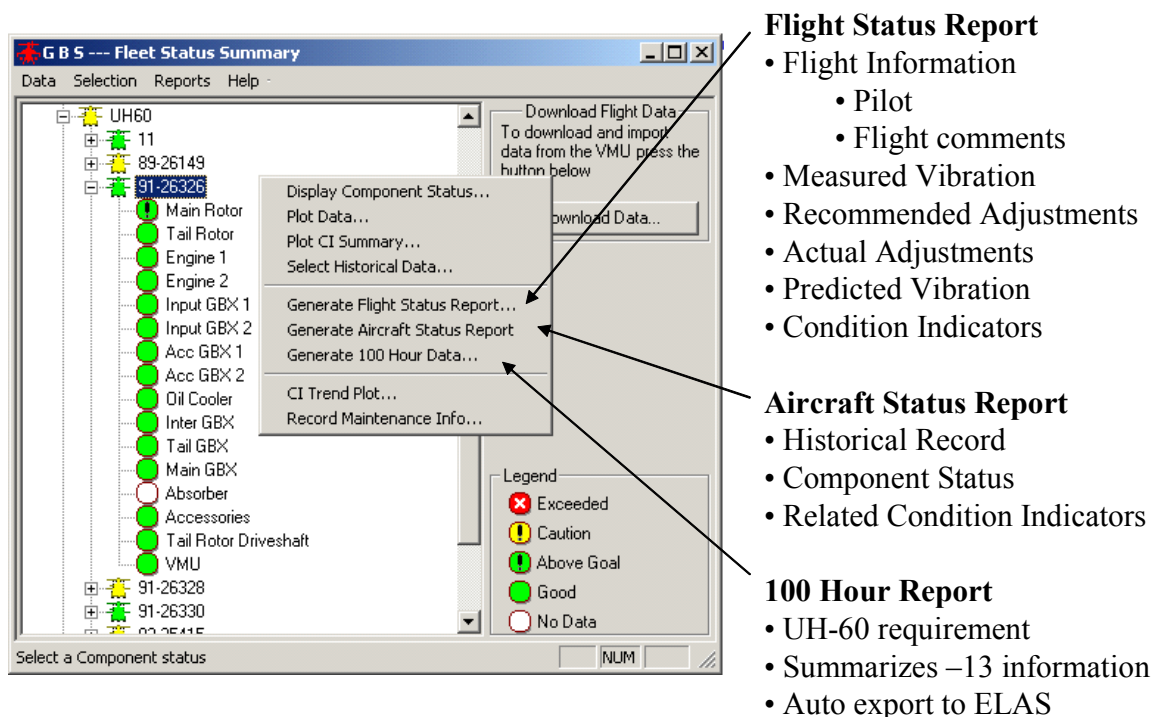 G B S --- Fleet Status Summary
Data Selection Reports Help
UH60
11
89-26149
91-26326
Main Rotor
Tail Rotor
Engine 1
Engine 2
Input GBX 1
Input GBX 2
Acc GBX 1
Acc GBX 2
Oil Cooler
Inter GBX
Tail GBX
Main GBX
Absorber
Accessories
Tail Rotor Driveshaft
VMU
91-26328
91-26330
Display Component Status...
Plot Data...
Plot CI Summary...
Select Historical Data...
Generate Flight Status Report...
Generate Aircraft Status Report
Generate 100 Hour Data...
CI Trend Plot...
Record Maintenance Info...
Download Flight Data
To download and import
data from the VMU press the
button below
ownload Data...
Legend
Exceeded
Caution
Above Goal
Good
No Data
Select a Component status
NUM
Flight Status Report
• Flight Information
• Pilot
• Flight comments
• Measured Vibration
• Recommended Adjustments
• Actual Adjustments
• Predicted Vibration
• Condition Indicators
Aircraft Status Report
• Historical Record
• Component Status
• Related Condition Indicators
100 Hour Report
• UH-60 requirement
• Summarizes –13 information
• Auto export to ELAS